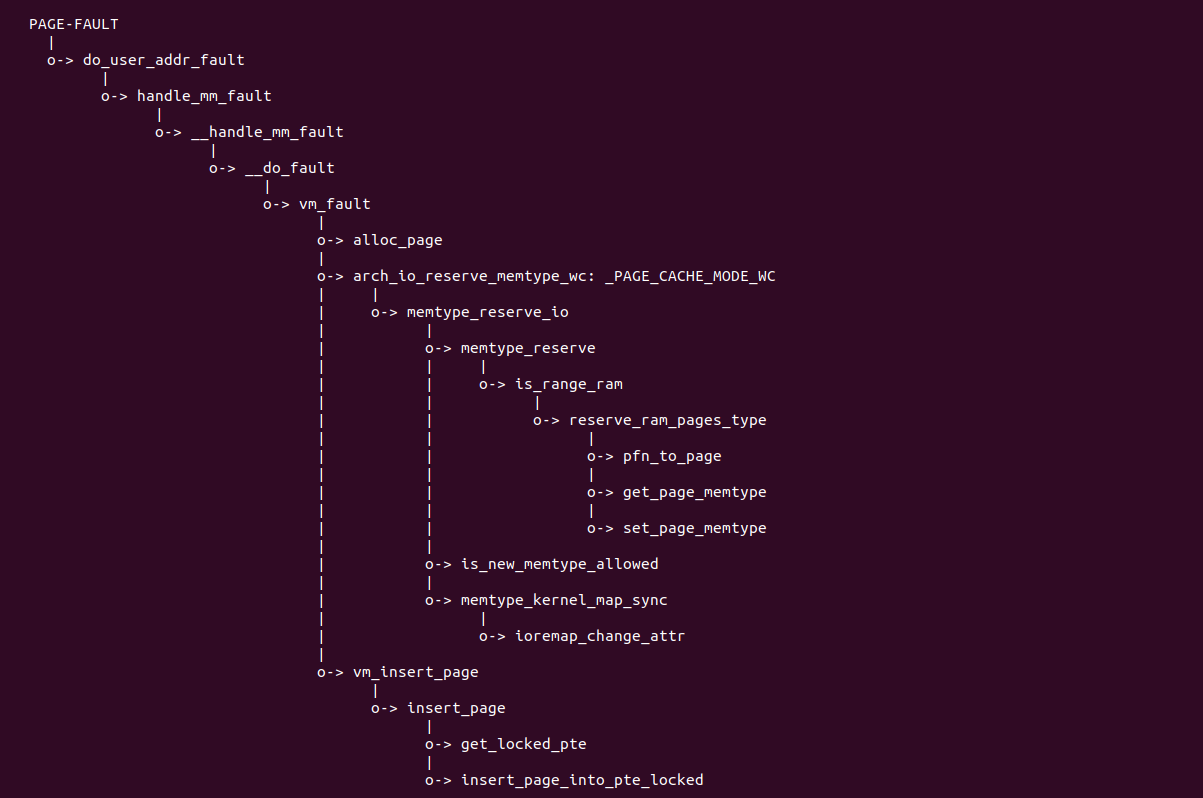 PAGE-FAULT
  |
  o-> do_user_addr_fault
        |
        o-> handle_mm_fault
              |
              o-> __handle_mm_fault
                    |
                    o-> __do_fault
                          |
                          o-> vm_fault
                                |
                                o-> alloc_page
                                |
                                o-> arch_io_reserve_memtype_wc: _PAGE_CACHE_MODE_WC
                                |     |
                                |     o-> memtype_reserve_io
                                |           |
                                |           o-> memtype_reserve
                                |           |     |
                                |           |     o-> is_range_ram
                                |           |           |
                                |           |           o-> reserve_ram_pages_type
                                |           |                 |
                                |           |                 o-> pfn_to_page
                                |           |                 |
                                |           |                 o-> get_page_memtype
                                |           |                 |
                                |           |                 o-> set_page_memtype
                                |           |
                                |           o-> is_new_memtype_allowed
                                |           |
                                |           o-> memtype_kernel_map_sync
                                |                 |
                                |                 o-> ioremap_change_attr
                                |
                                o-> vm_insert_page
                                      |
                                      o-> insert_page
                                            |
                                            o-> get_locked_pte
                                            |
                                            o-> insert_page_into_pte_locked